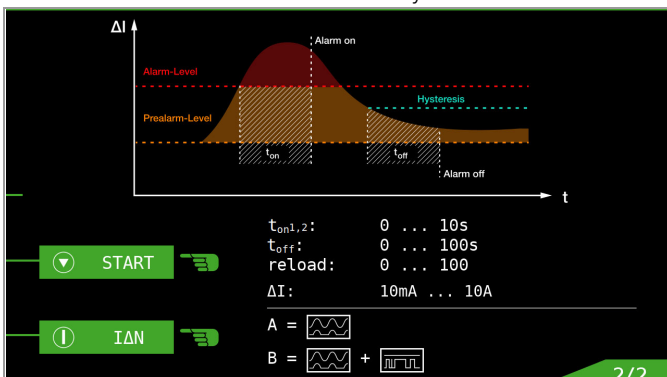 ΔI
Alarm on
Alarm-Level
Hysteresis
Prealarm-Level
ton
toff
Alarm off
t
ton1,2: 0 ... 10s
toff: 0 ... 100s
reload: 0 ... 100
START
ΔI: 10mA ... 10A
I IΔN
A =
B = +
2/2